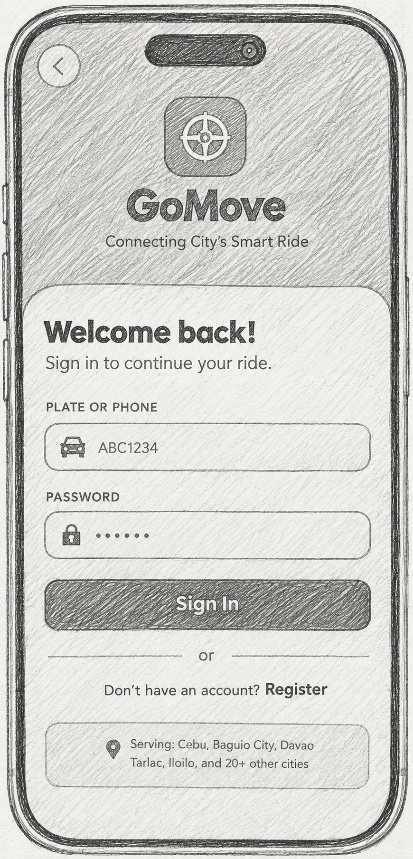 GoMove
Connecting City's Smart Ride
Welcome back!
Sign in to continue your ride.
PLATE OR PHONE
ABC1234
PASSWORD
Sign In
or
Don't have an account? Register
Serving: Cebu, Baguio City, Davao
Tarlac, Iloilo, and 20+ other cities